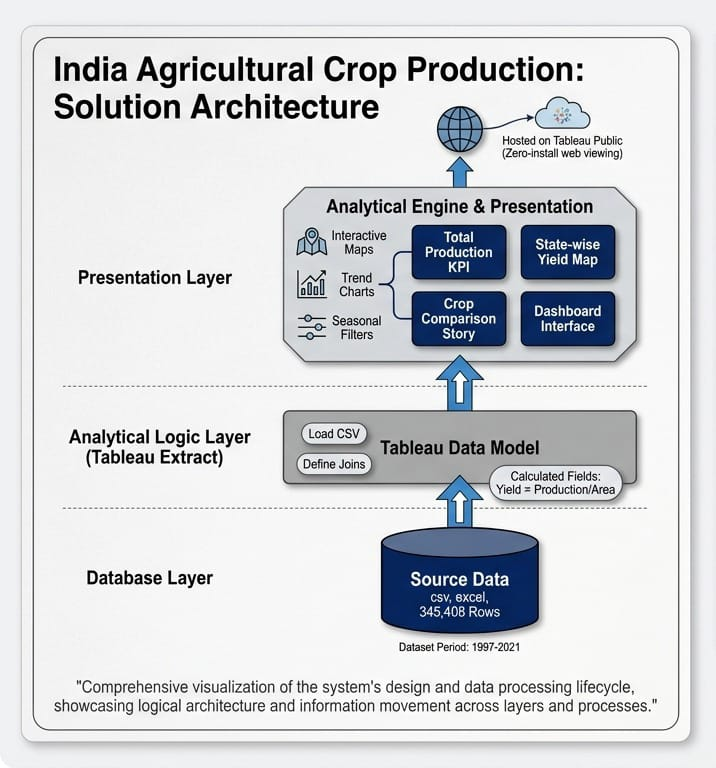 India Agricultural Crop Production:
Solution Architecture
Hosted on Tableau Public
(Zero-install web viewing)
Presentation Layer
Analytical Engine & Presentation
Interactive
Maps
Trend
Charts
Seasonal
Filters
Total
Production
KPI
State-wise
Yield Map
Crop
Comparison
Story
Dashboard
Interface
Analytical Logic Layer
(Tableau Extract)
Load CSV
Define Joins
Tableau Data Model
Calculated Fields:
Yield = Production/Area
Database Layer
Source Data
csv, excel,
345,408 Rows
Dataset Period: 1997-2021
"Comprehensive visualization of the system's design and data processing lifecycle,
showcasing logical architecture and information movement across layers and processes."